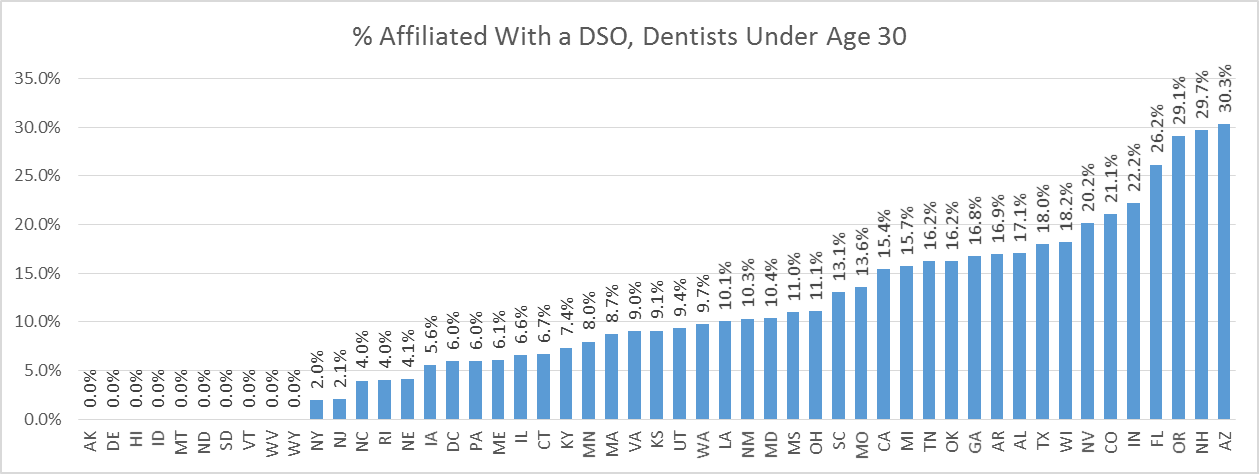 % Affiliated With a DSO, Dentists Under Age 30
35.0%
30.0%
25.0%
20.0%
15.0%
10.0%
5.0%
0.0%
0.0% 0.0% 0.0% 0.0% 0.0% 0.0% 0.0% 0.0% 0.0% 0.0% 2.0% 2.1% 4.0% 4.0% 4.1% 5.6% 6.0% 6.0% 6.1% 6.6% 6.7% 7.4% 8.0% 8.7% 9.0% 9.1% 9.4% 9.7% 10.1% 10.3% 10.4% 11.0% 11.1% 13.1% 13.6% 15.4% 15.7% 16.2% 16.2% 16.8% 16.9% 17.1% 18.0% 18.2% 20.2% 21.1% 22.2% 26.2% 29.1% 29.7% 30.3%
AK DE HI ID MT ND SD VT WV WY NY NJ NC RI NE IA DC PA ME IL CT KY MN MA VA KS UT WA LA NM MD MS OH SC MO CA MI TN OK GA AR AL TX WI NV CO IN FL OR NH AZ